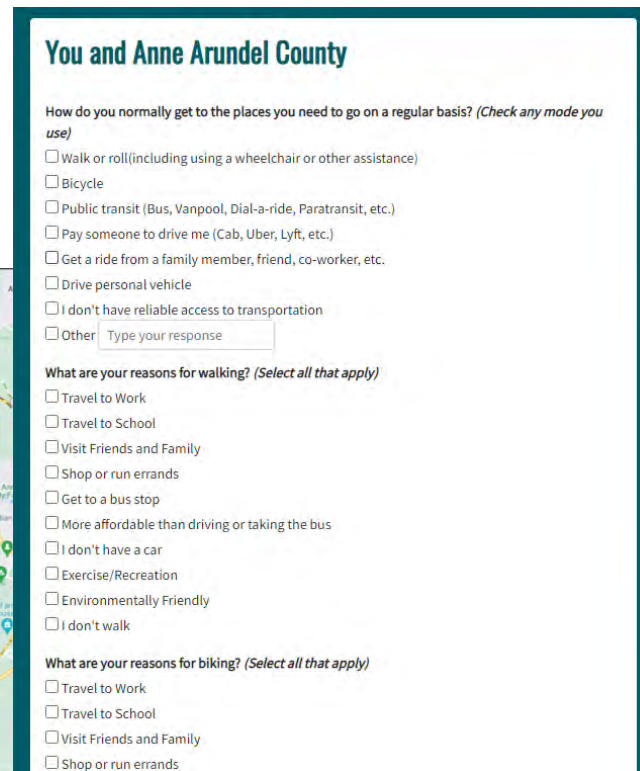 You and Anne Arundel County
How do you normally get to the places you need to go on a regular basis? (Check any mode you
use)
Walk or roll(including using a wheelchair or other assistance)
Bicycle
Public transit (Bus, Vanpool, Dial-a-ride, Paratransit, etc.)
Pay someone to drive me (Cab, Uber, Lyft, etc.)
Get a ride from a family member, friend, co-worker, etc.
Drive personal vehicle
I don't have reliable access to transportation
Other Type your response
What are your reasons for walking? (Select all that apply)
Travel to Work
Travel to School
Visit Friends and Family
Shop or run errands
Get to a bus stop
More affordable than driving or taking the bus
I don't have a car
Exercise/Recreation
Environmentally Friendly
I don't walk
What are your reasons for biking? (Select all that apply)
Travel to Work
Travel to School
Visit Friends and Family
Shop or run errands